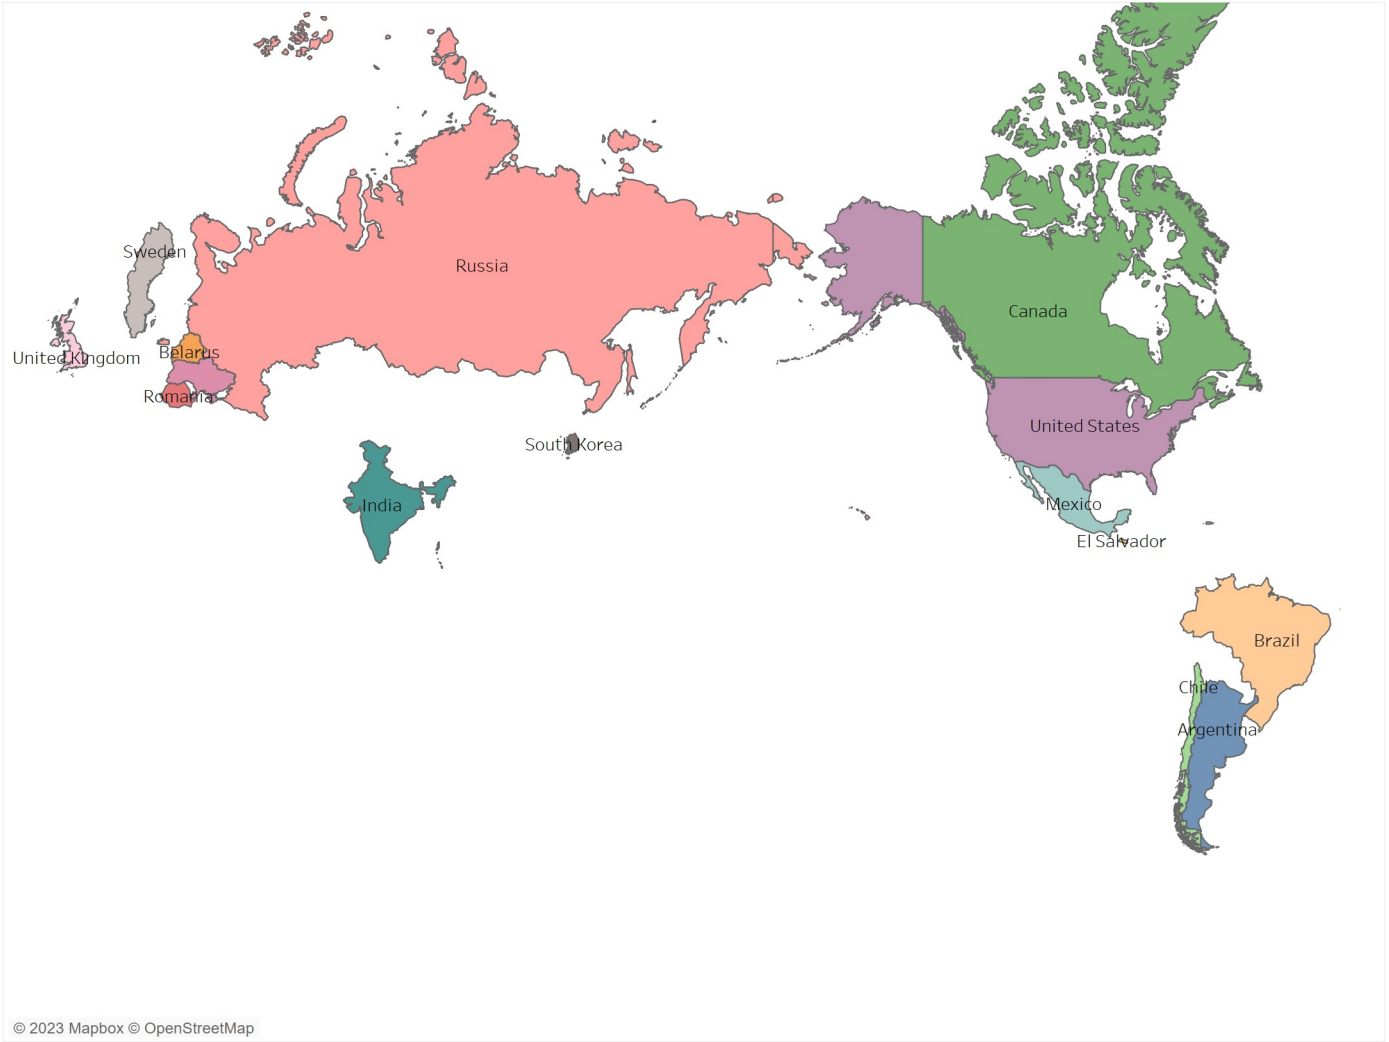 Sweden
Russia
Canada
United Kingdom
Belarus
Romania
United States
South Korea
India
Mexico
El Salvador
Brazil
Chile
Argentina
© 2023 Mapbox © OpenStreetMap